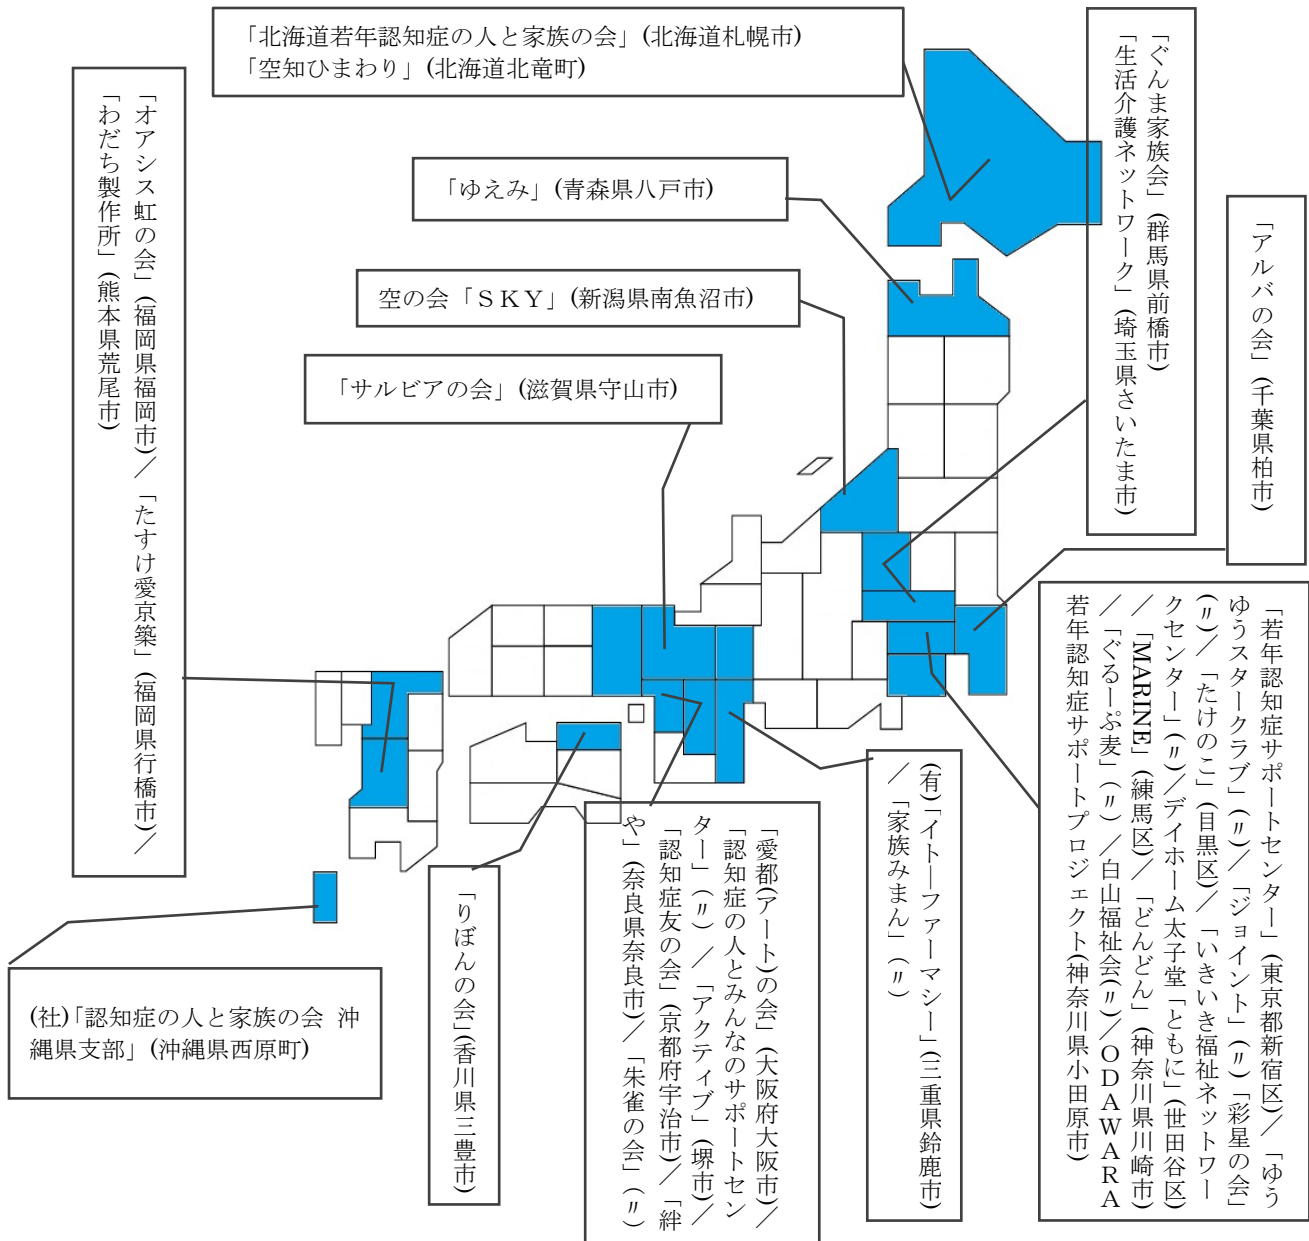 「北海道若年認知症の人と家族の会」(北海道札幌市)
「空知ひまわり」(北海道北竜町)
「ぐんま家族会」(群馬県前橋市)
「生活介護ネットワーク」(埼玉県さいたま市)
「オアシス虹の会」(福岡県福岡市)／「たすけ愛京築」(福岡県行橋市)／
「わだち製作所」(熊本県荒尾市)
「ゆえみ」(青森県八戸市)
「アルバの会」(千葉県柏市)
空の会「ＳＫＹ」(新潟県南魚沼市)
「サルビアの会」(滋賀県守山市)
「若年認知症サポートセンター」(東京都新宿区)／「ゆう
ゆうスタークラブ」(〃)／「ジョイント」(〃)「彩星の会」
(〃)／「たけのこ」(目黒区)／「いきいき福祉ネットワー
クセンター」(〃)／デイホーム太子堂「ともに」(世田谷区)
／「MARINE」(練馬区)／「どんどん」(神奈川県川崎市)
／「ぐるーぷ麦」(〃)／白山福祉会(〃)／ＯＤＡＷＡＲＡ
若年認知症サポートプロジェクト(神奈川県小田原市)
(有)「イトーファーマシー」(三重県鈴鹿市)
／「家族みまん」(〃)
「愛都(アート)の会」(大阪府大阪市)／
「認知症の人とみんなのサポートセン
ター」(〃)／「アクティブ」(堺市)／
「認知症友の会」(京都府宇治市)／「絆
や」(奈良県奈良市)／「朱雀の会」(〃)
「りぼんの会」(香川県三豊市)
(社)「認知症の人と家族の会 沖
縄県支部」(沖縄県西原町)